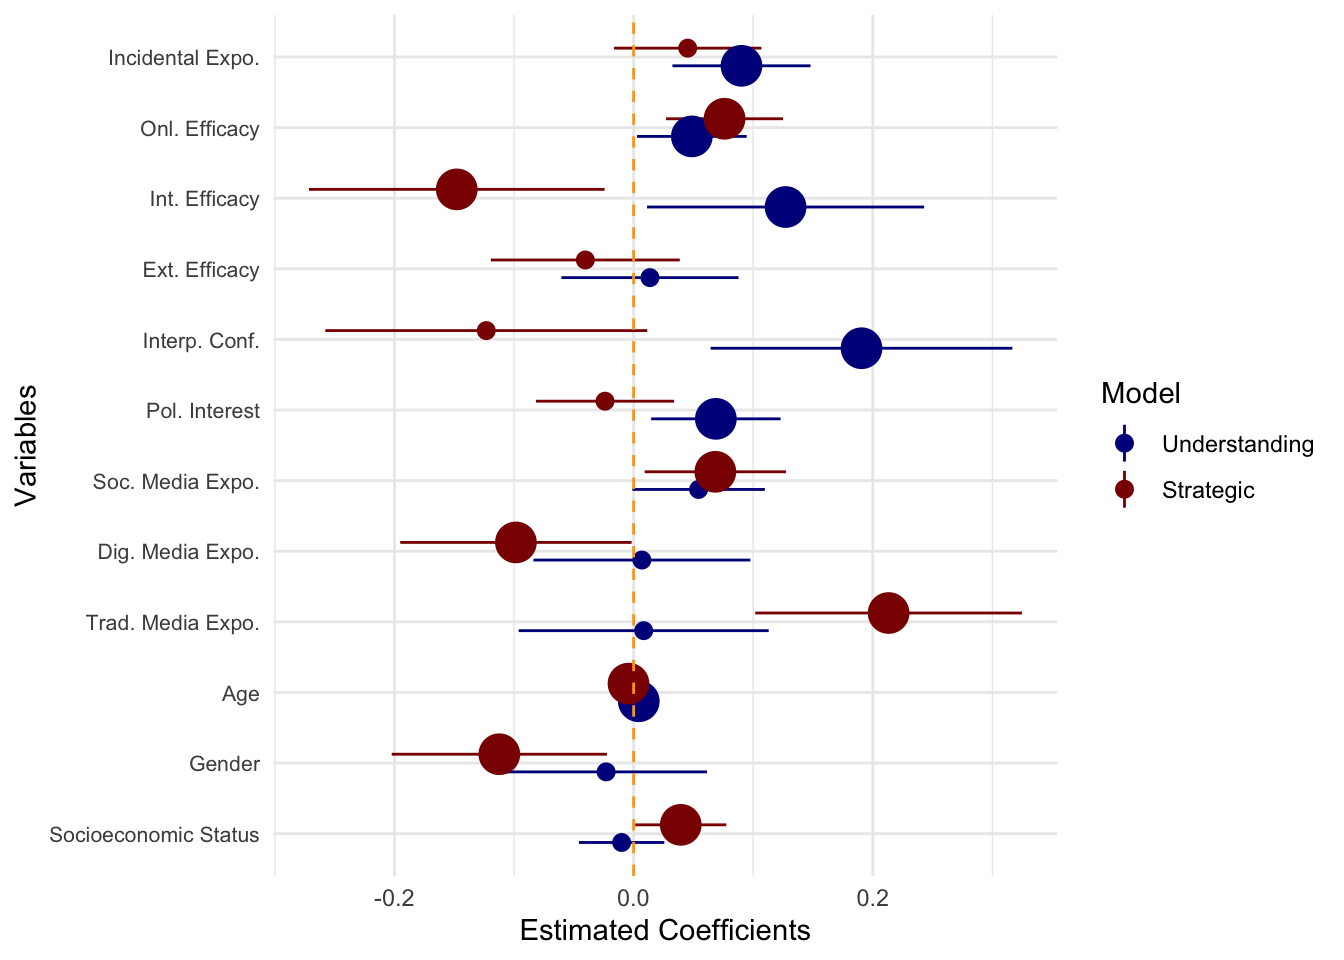 Variables
Incidental Expo.
Onl. Efficacy
Int. Efficacy
Ext. Efficacy
Interp. Conf.
Pol. Interest
Soc. Media Expo.
Dig. Media Expo.
Trad. Media Expo.
Age
Gender
Socioeconomic Status
-0.2
0.0
0.2
Estimated Coefficients
Model
Understanding
Strategic